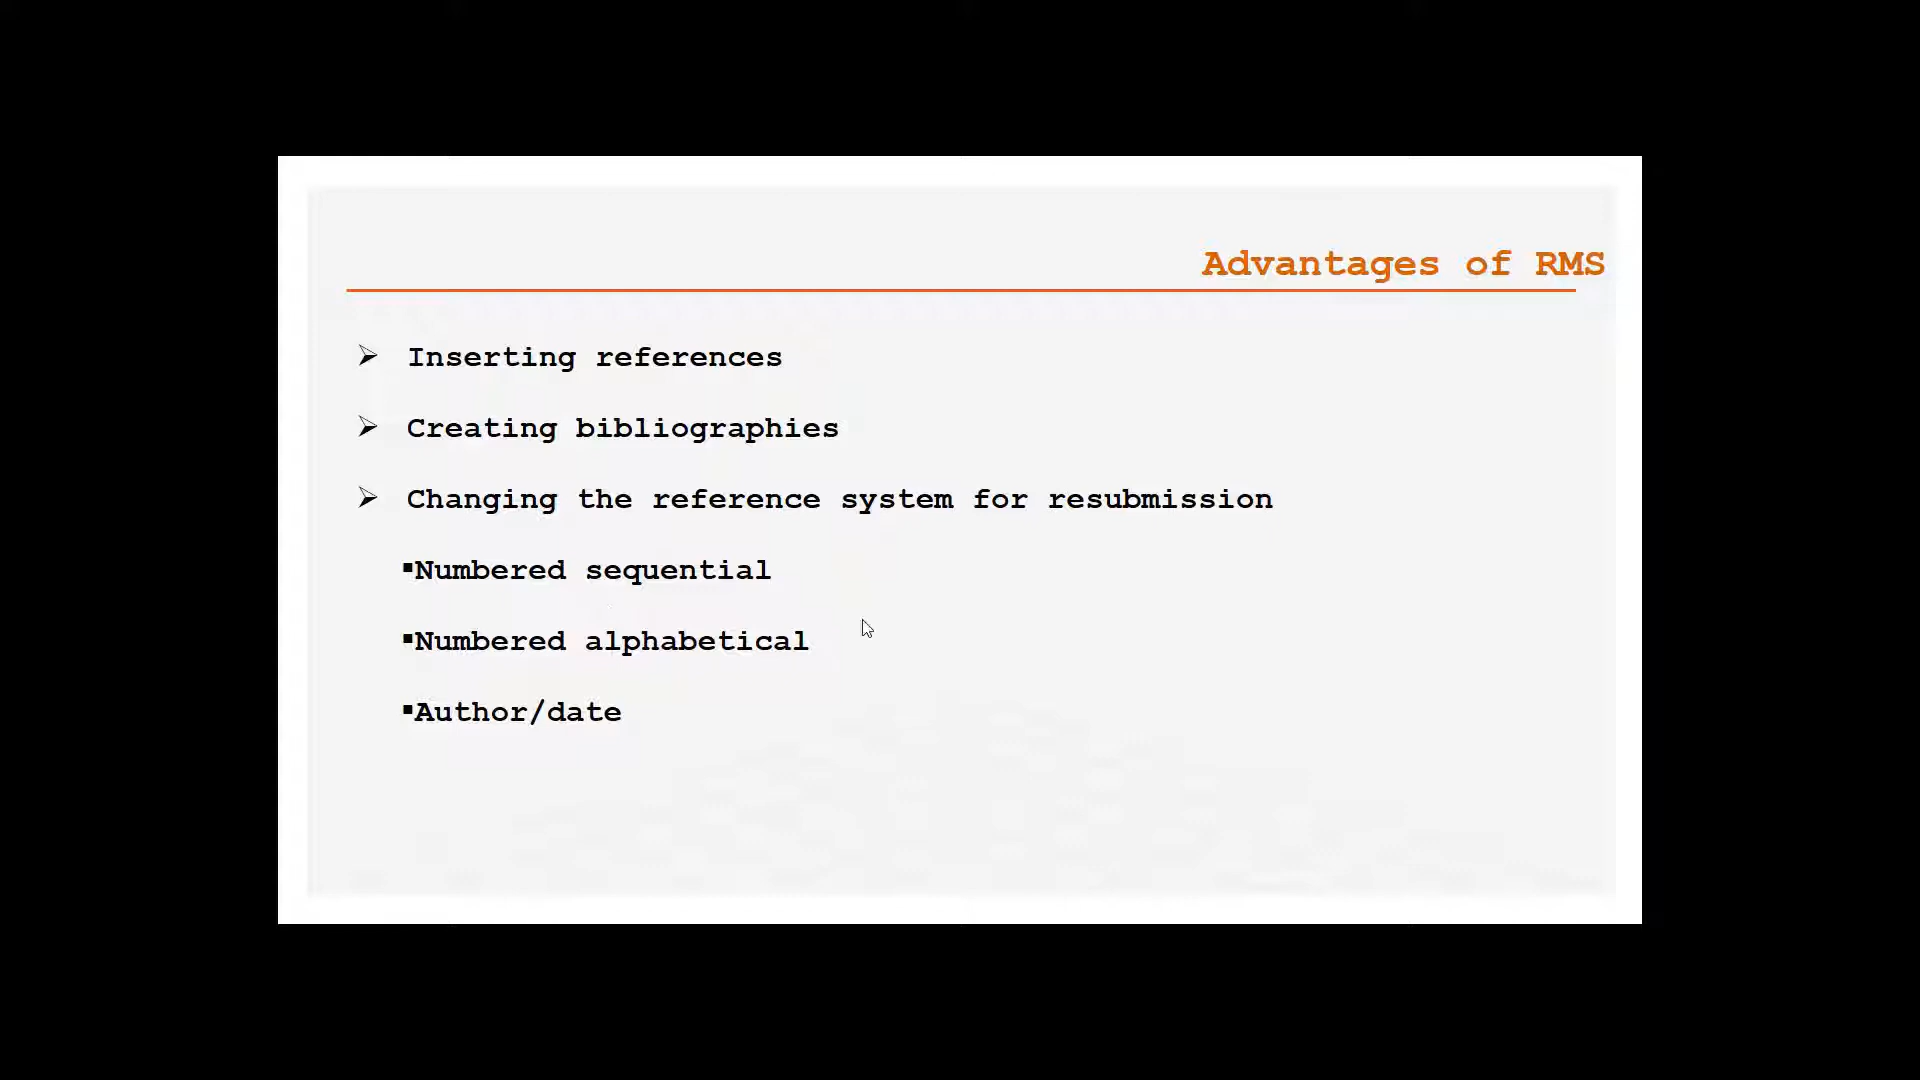 Advantages of RMS
➢ Inserting references
➢ Creating bibliographies
➢ Changing the reference system for resubmission
▪Numbered sequential
▪Numbered alphabetical
▪Author/date